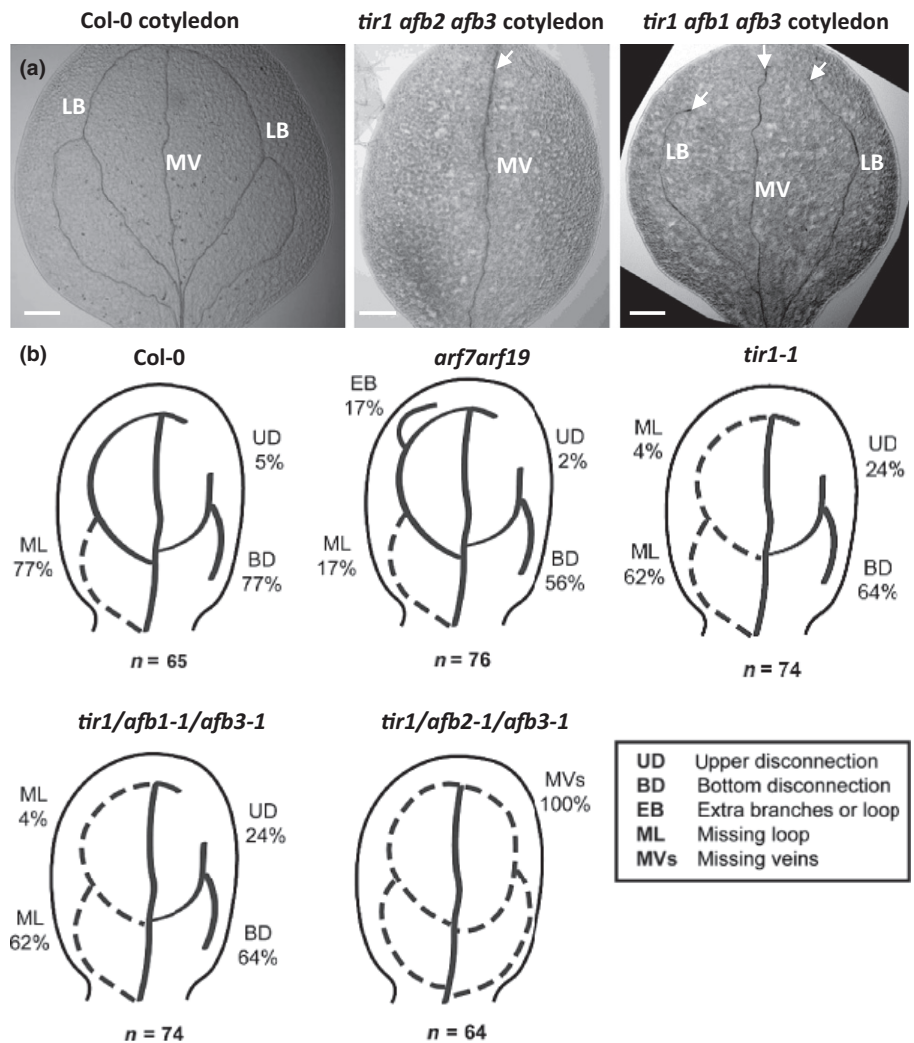 Col-0 cotyledon
tir1 afb2 afb3 cotyledon
tir1 afb1 afb3 cotyledon
(a)
LB
LB
MV
MV
LB
LB
MV
(b)
Col-0
UD
5%
ML
77%
BD
77%
n = 65
arf7arf19
EB
17%
UD
2%
ML
17%
BD
56%
n = 76
tir1-1
ML
4%
UD
24%
ML
62%
BD
64%
n = 74
tir1/afb1-1/afb3-1
ML
4%
UD
24%
ML
62%
BD
64%
n = 74
tir1/afb2-1/afb3-1
MVs
100%
n = 64
UD Upper disconnection
BD Bottom disconnection
EB Extra branches or loop
ML Missing loop
MVs Missing veins